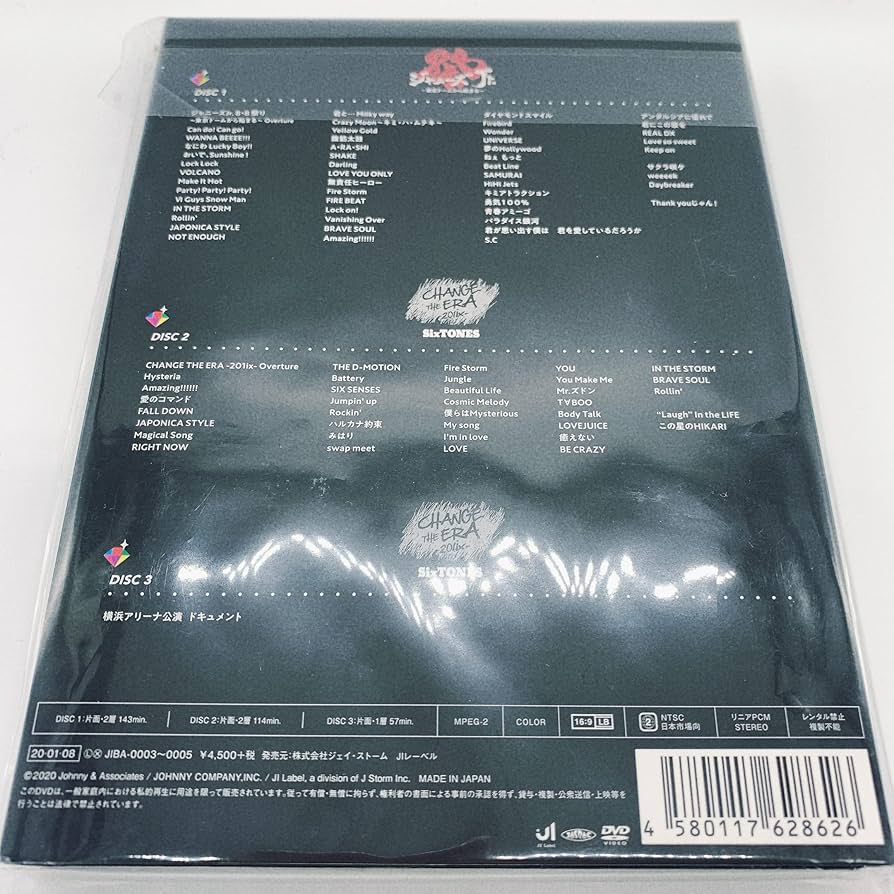 ジャニーズJr.
〜東京ドームから始まる〜
DISC 1
ジャニーズJr. 8・8祭り
〜東京ドームから始まる〜 Overture
Can do! Can go!
WANNA BEEEE!!!
なにわ Lucky Boy!!
おいで、Sunshine!
Lock Lock
VOLCANO
Make It Hot
Party! Party! Party!
Vi Guys Snow Man
IN THE STORM
Rollin'
JAPONICA STYLE
NOT ENOUGH
君と…Milky way
Crazy Moon〜キミ・ハ・ムテキ〜
Yellow Gold
A・RA・SHI
SHAKE
Darling
LOVE YOU ONLY
無責任ヒーロー
Fire Storm
FIRE BEAT
Lock on!
Vanishing Over
BRAVE SOUL
Amazing!!!!!!
ダイヤモンドスマイル
Firebird
Wonder
UNIVERSE
夢のHollywood
ねぇ もっと
Beat Line
SAMURAI
HiHi Jets
キミアトラクション
勇気100%
青春アミーゴ
パラダイス銀河
君が思い出す僕は 君を愛しているだろうか
S.C
君にこの歌を
REAL DX
Love so sweet
Keep on
サクラ咲ケ
weeeek
Daybreaker
Thank youじゃん!
CHANGE
THE ERA
-201ix-
SixTONES
DISC 2
CHANGE THE ERA -201ix- Overture
Hysteria
Amazing!!!!!!
愛のコマンド
FALL DOWN
JAPONICA STYLE
Magical Song
RIGHT NOW
THE D-MOTION
Battery
SIX SENSES
Jumpin' up
Rockin'
ハルカナ約束
みはり
swap meet
Fire Storm
Jungle
Beautiful Life
Cosmic Melody
僕らはMysterious
My song
I'm in love
LOVE
YOU
You Make Me
Mr.ズドン
T∀BOO
Body Talk
LOVEJUICE
癒えない
BE CRAZY
IN THE STORM
BRAVE SOUL
Rollin'
"Laugh" In the LIFE
この星のHIKARI
CHANGE
THE ERA
-201ix-
SixTONES
DISC 3
横浜アリーナ公演 ドキュメント
DISC 1:片面・2層 143min. DISC 2:片面・2層 114min. DISC 3:片面・1層 57min. MPEG-2 COLOR 16:9 LB 2 NTSC 日本市場向 リニアPCM STEREO レンタル禁止 複製不能
20・01・08 JIBA-0003〜0005 ¥4,500+税 発売元:株式会社ジェイ・ストーム JIレーベル
©2020 Johnny & Associates / JOHNNY COMPANY,INC. / JI Label, a division of J Storm Inc. MADE IN JAPAN
このDVDは、一般家庭内における私的再生に用途を限って販売されています。従って有償・無償に拘らず、権利者の書面による事前の承諾を得ず、貸与・複製・公衆送信・上映等を
行うことは法律で禁止されています。
JI Label
DVD
VIDEO
4 580117 628626